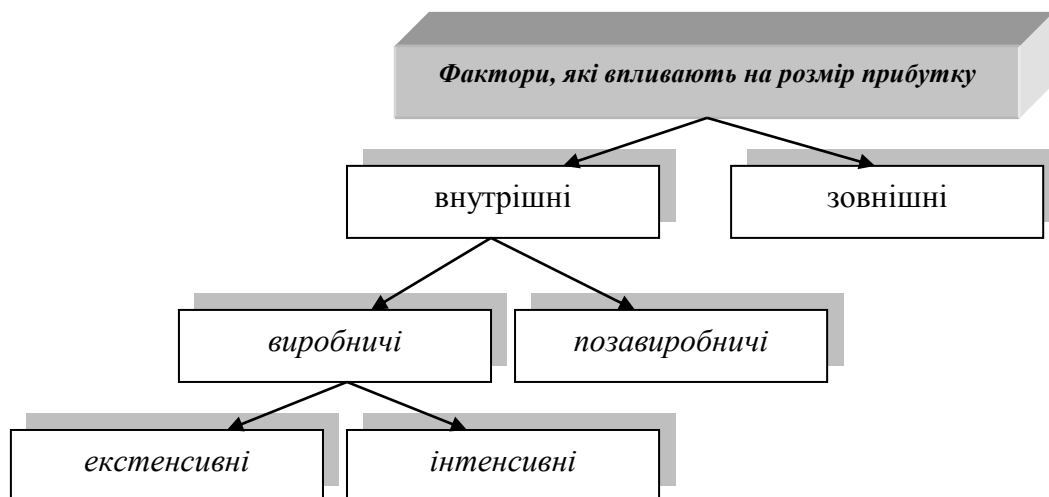 Фактори, які впливають на розмір прибутку
внутрішні
зовнішні
виробничі
позавиробничі
екстенсивні
інтенсивні